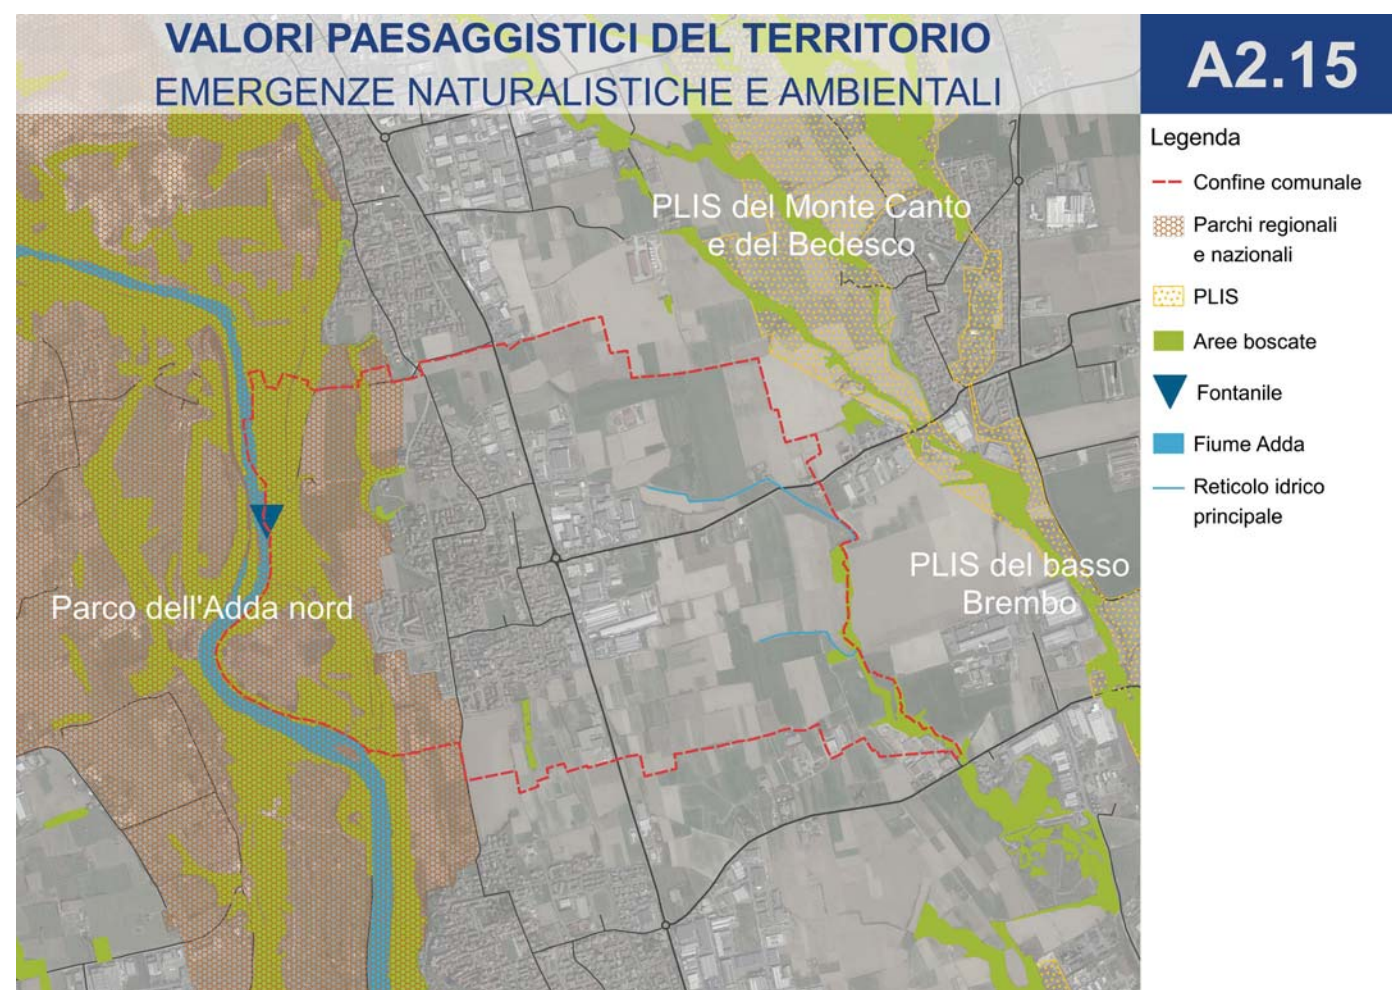 VALORI PAESAGGISTICI DEL TERRITORIO
EMERGENZE NATURALISTICHE E AMBIENTALI
A2.15
Legenda
Confine comunale
Parchi regionali
e nazionali
PLIS
Aree boscate
Fontanile
Fiume Adda
Reticolo idrico
principale
PLIS del Monte Canto
e del Bedesco
PLIS del basso
Brembo
Parco dell'Adda nord